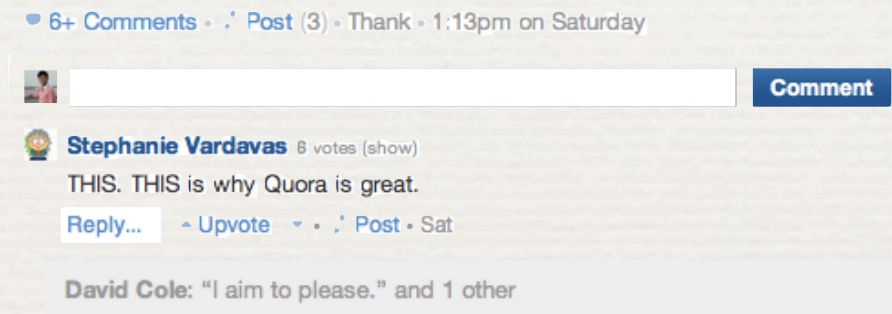 6+ Comments • Post (3) • Thank • 1:13pm on Saturday
Comment
Stephanie Vardavas 6 votes (show)
THIS. THIS is why Quora is great.
Reply... Upvote • Post • Sat
David Cole: “I aim to please.” and 1 other